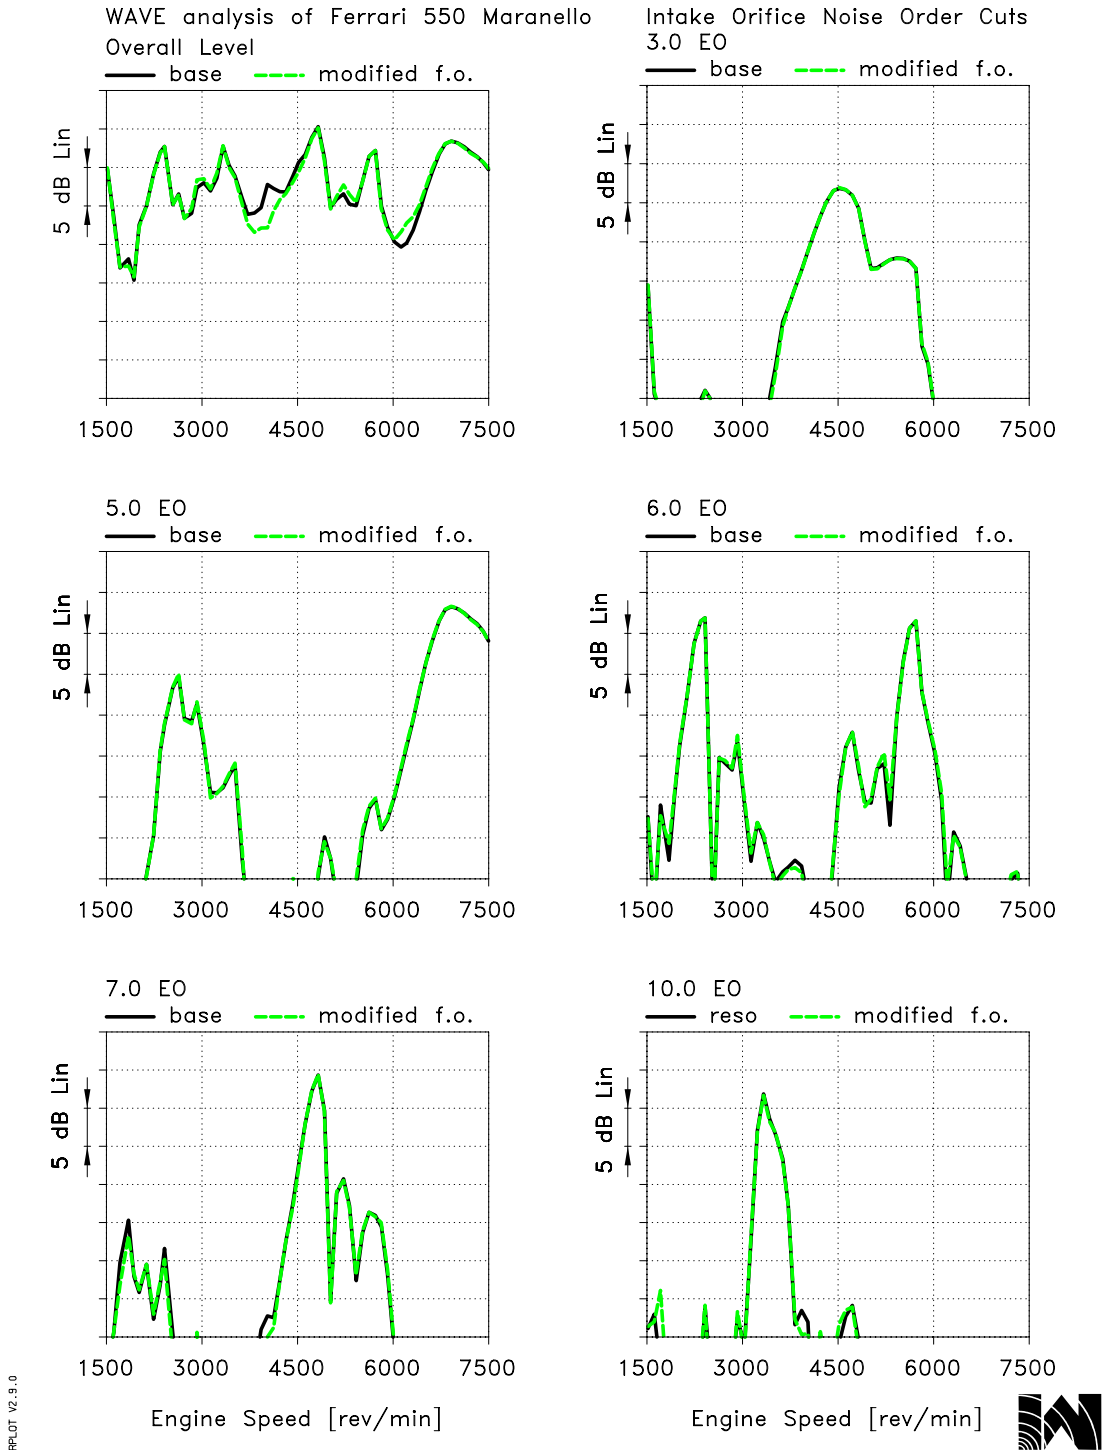 WAVE analysis of Ferrari 550 Maranello
Intake Orifice Noise Order Cuts
Overall Level
base modified f.o.
5 dB Lin
1500 3000 4500 6000 7500
3.0 EO
base modified f.o.
5 dB Lin
1500 3000 4500 6000 7500
5.0 EO
base modified f.o.
5 dB Lin
1500 3000 4500 6000 7500
6.0 EO
base modified f.o.
5 dB Lin
1500 3000 4500 6000 7500
7.0 EO
base modified f.o.
5 dB Lin
1500 3000 4500 6000 7500
Engine Speed [rev/min]
10.0 EO
reso modified f.o.
5 dB Lin
1500 3000 4500 6000 7500
Engine Speed [rev/min]
RPLOT V2.9.0